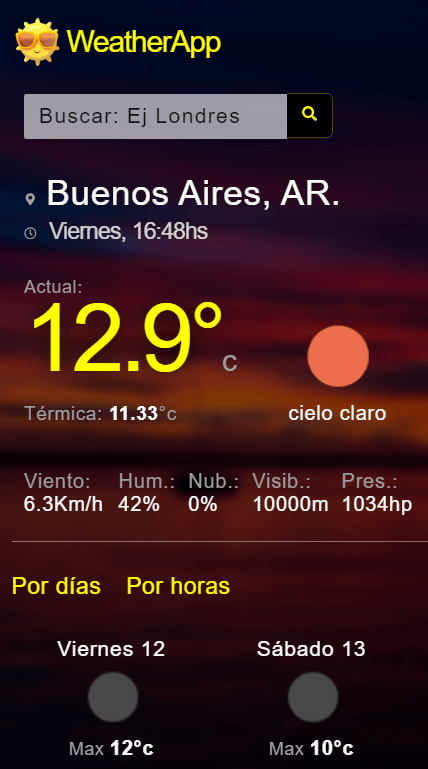 WeatherApp
Buscar: Ej Londres
Buenos Aires, AR.
Viernes, 16:48hs
Actual:
12.9° c
Térmica: 11.33°c
cielo claro
Viento: Hum.: Nub.: Visib.: Pres.:
6.3Km/h 42% 0% 10000m 1034hp
Por días Por horas
Viernes 12 Sábado 13
Max 12°c Max 10°c